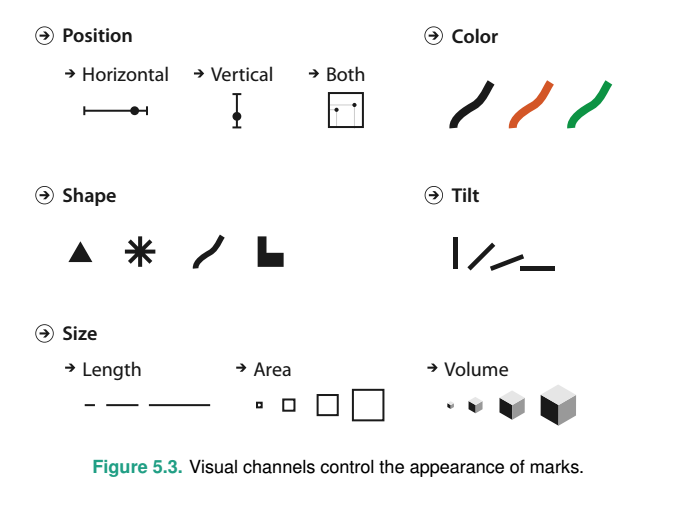 Position
Horizontal
Vertical
Both
Color
Shape
Tilt
Size
Length
Area
Volume
Figure 5.3. Visual channels control the appearance of marks.